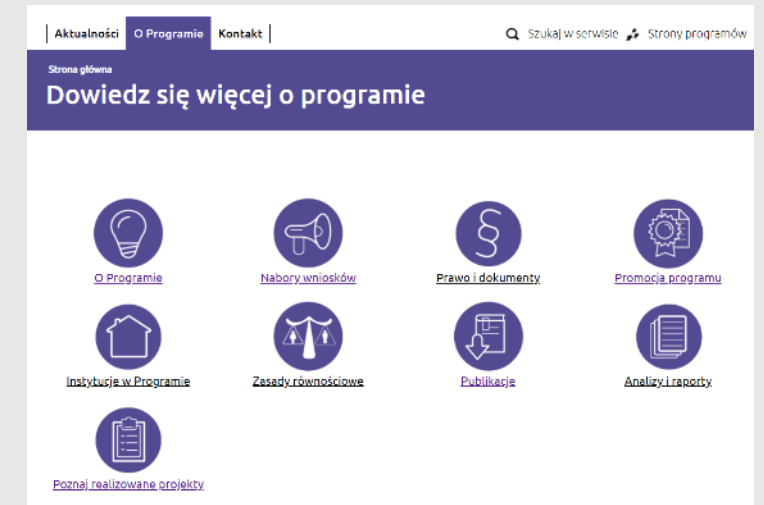 Aktualności O Programie Kontakt Szukaj w serwisie Strony programów
Strona główna
Dowiedz się więcej o programie
O Programie Nabory wniosków Prawo i dokumenty Promocja programu
Instytucje w Programie Zasady równościowe Publikacje Analizy i raporty
Poznaj realizowane projekty